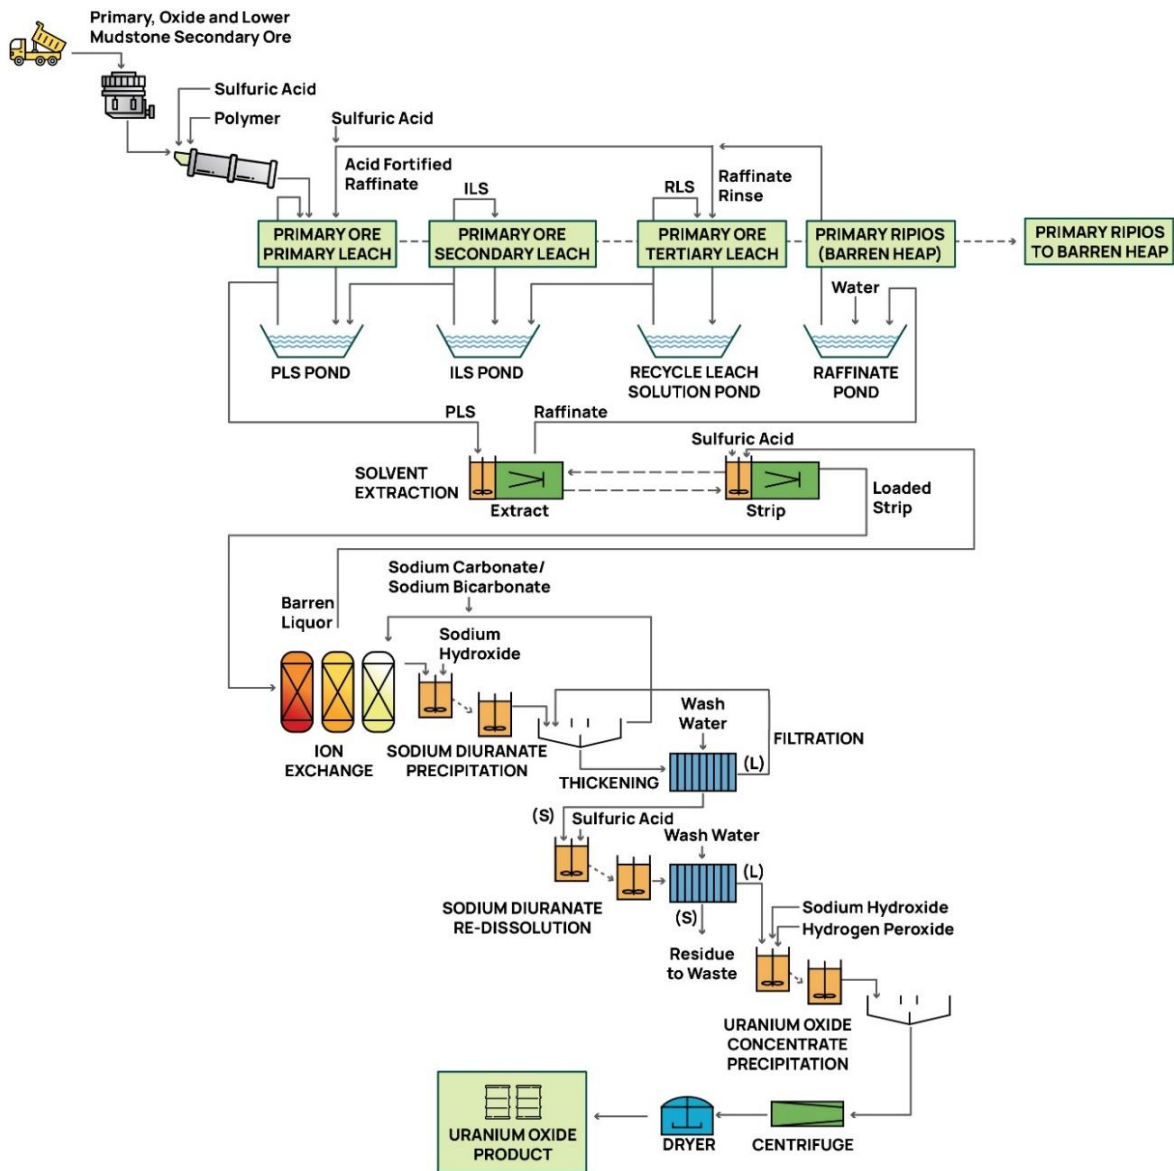 Primary, Oxide and Lower
Mudstone Secondary Ore
Sulfuric Acid
Polymer
Sulfuric Acid
Acid Fortified
Raffinate
ILS
RLS
Raffinate
Rinse
PRIMARY ORE
PRIMARY LEACH
PRIMARY ORE
SECONDARY LEACH
PRIMARY ORE
TERTIARY LEACH
PRIMARY RIPIOS
(BARREN HEAP)
PRIMARY RIPIOS
TO BARREN HEAP
Water
PLS POND
ILS POND
RECYCLE LEACH
SOLUTION POND
RAFFINATE
POND
PLS
Raffinate
Sulfuric Acid
SOLVENT
EXTRACTION
Extract
Strip
Loaded
Strip
Sodium Carbonate/
Sodium Bicarbonate
Barren
Liquor
Sodium
Hydroxide
Wash
Water
FILTRATION
ION
EXCHANGE
SODIUM DIURANATE
PRECIPITATION
THICKENING
(L)
(S)
Sulfuric Acid
Wash Water
(L)
SODIUM DIURANATE
RE-DISSOLUTION
(S)
Residue
to Waste
Sodium Hydroxide
Hydrogen Peroxide
URANIUM OXIDE
CONCENTRATE
PRECIPITATION
URANIUM OXIDE
PRODUCT
DRYER
CENTRIFUGE